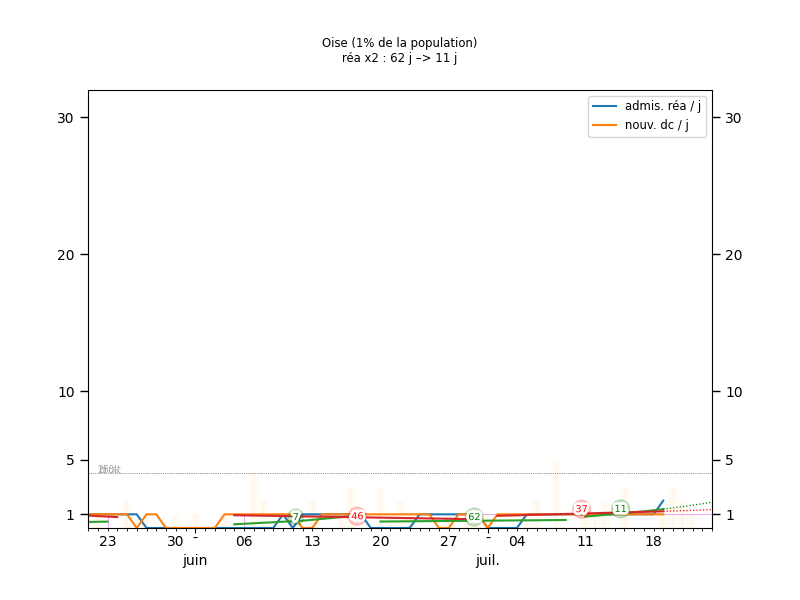 Oise (1% de la population)
réa x2 : 62 j –> 11 j
admis. réa / j
nouv. dc / j
30 30
20 20
10 10
5 5
1 1
7 46 62 37 11
23 30 - 06 13 20 27 - 04 11 18
juin juil.